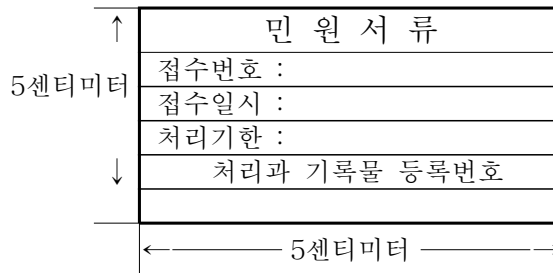 민 원 서 류
접수번호 :
5센티미터
접수일시 :
처리기한 :
처리과 기록물 등록번호
5센티미터